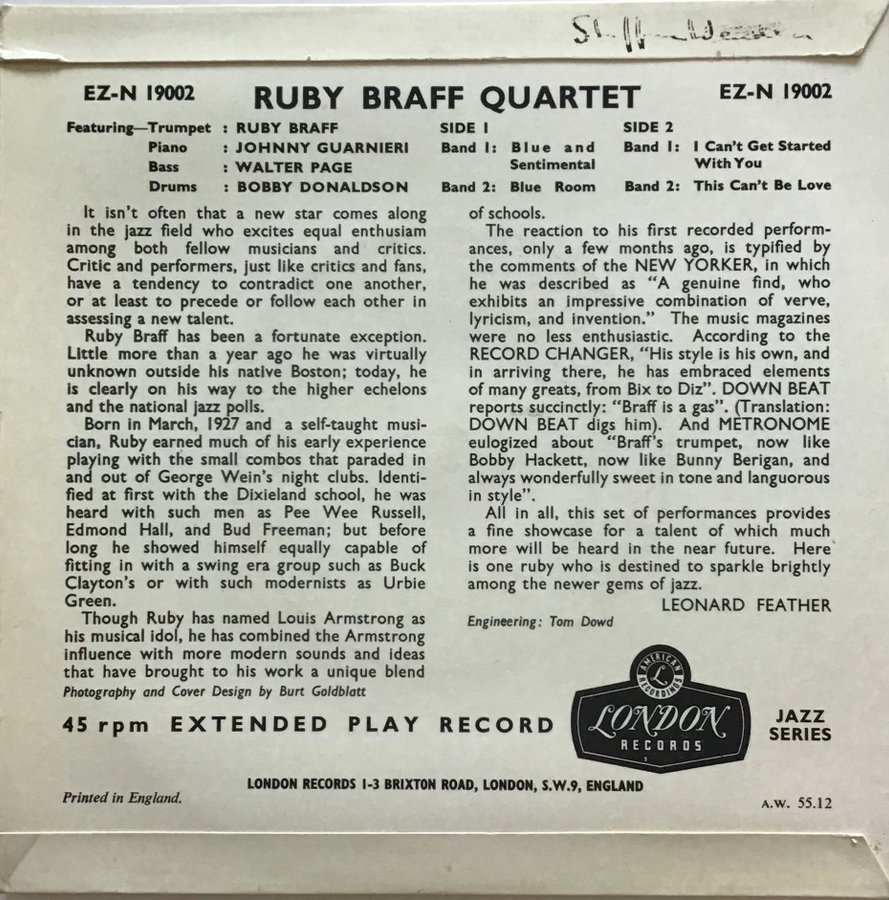 EZ-N 19002
RUBY BRAFF QUARTET
EZ-N 19002
Featuring—Trumpet : RUBY BRAFF
Piano : JOHNNY GUARNIERI
Bass : WALTER PAGE
Drums : BOBBY DONALDSON
SIDE 1
Band 1: Blue and
Sentimental
Band 2: Blue Room
SIDE 2
Band 1: I Can't Get Started
With You
Band 2: This Can't Be Love
It isn't often that a new star comes along
in the jazz field who excites equal enthusiam
among both fellow musicians and critics.
Critic and performers, just like critics and fans,
have a tendency to contradict one another,
or at least to precede or follow each other in
assessing a new talent.
Ruby Braff has been a fortunate exception.
Little more than a year ago he was virtually
unknown outside his native Boston; today, he
is clearly on his way to the higher echelons
and the national jazz polls.
Born in March, 1927 and a self-taught musi-
cian, Ruby earned much of his early experience
playing with the small combos that paraded in
and out of George Wein's night clubs. Identi-
fied at first with the Dixieland school, he was
heard with such men as Pee Wee Russell,
Edmond Hall, and Bud Freeman; but before
long he showed himself equally capable of
fitting in with a swing era group such as Buck
Clayton's or with such modernists as Urbie
Green.
Though Ruby has named Louis Armstrong as
his musical idol, he has combined the Armstrong
influence with more modern sounds and ideas
that have brought to his work a unique blend
Photography and Cover Design by Burt Goldblatt
of schools.
The reaction to his first recorded perform-
ances, only a few months ago, is typified by
the comments of the NEW YORKER, in which
he was described as "A genuine find, who
exhibits an impressive combination of verve,
lyricism, and invention." The music magazines
were no less enthusiastic. According to the
RECORD CHANGER, "His style is his own, and
in arriving there, he has embraced elements
of many greats, from Bix to Diz". DOWN BEAT
reports succinctly: "Braff is a gas". (Translation:
DOWN BEAT digs him). And METRONOME
eulogized about "Braff's trumpet, now like
Bobby Hackett, now like Bunny Berigan, and
always wonderfully sweet in tone and languorous
in style".
All in all, this set of performances provides
a fine showcase for a talent of which much
more will be heard in the near future. Here
is one ruby who is destined to sparkle brightly
among the newer gems of jazz.
LEONARD FEATHER
Engineering: Tom Dowd
45 rpm EXTENDED PLAY RECORD
AMERICAN
L
RECORDINGS
LONDON
RECORDS
JAZZ
SERIES
LONDON RECORDS 1-3 BRIXTON ROAD, LONDON, S.W.9, ENGLAND
Printed in England.
A.W. 55.12